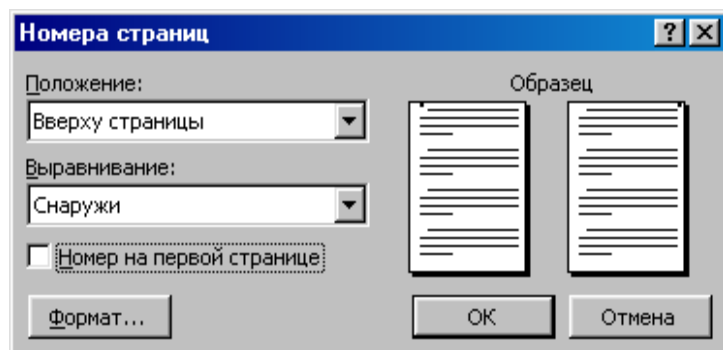 Номера страниц
Положение:
Вверху страницы
Выравнивание:
Снаружи
Номер на первой странице
Формат...
Образец
ОК
Отмена